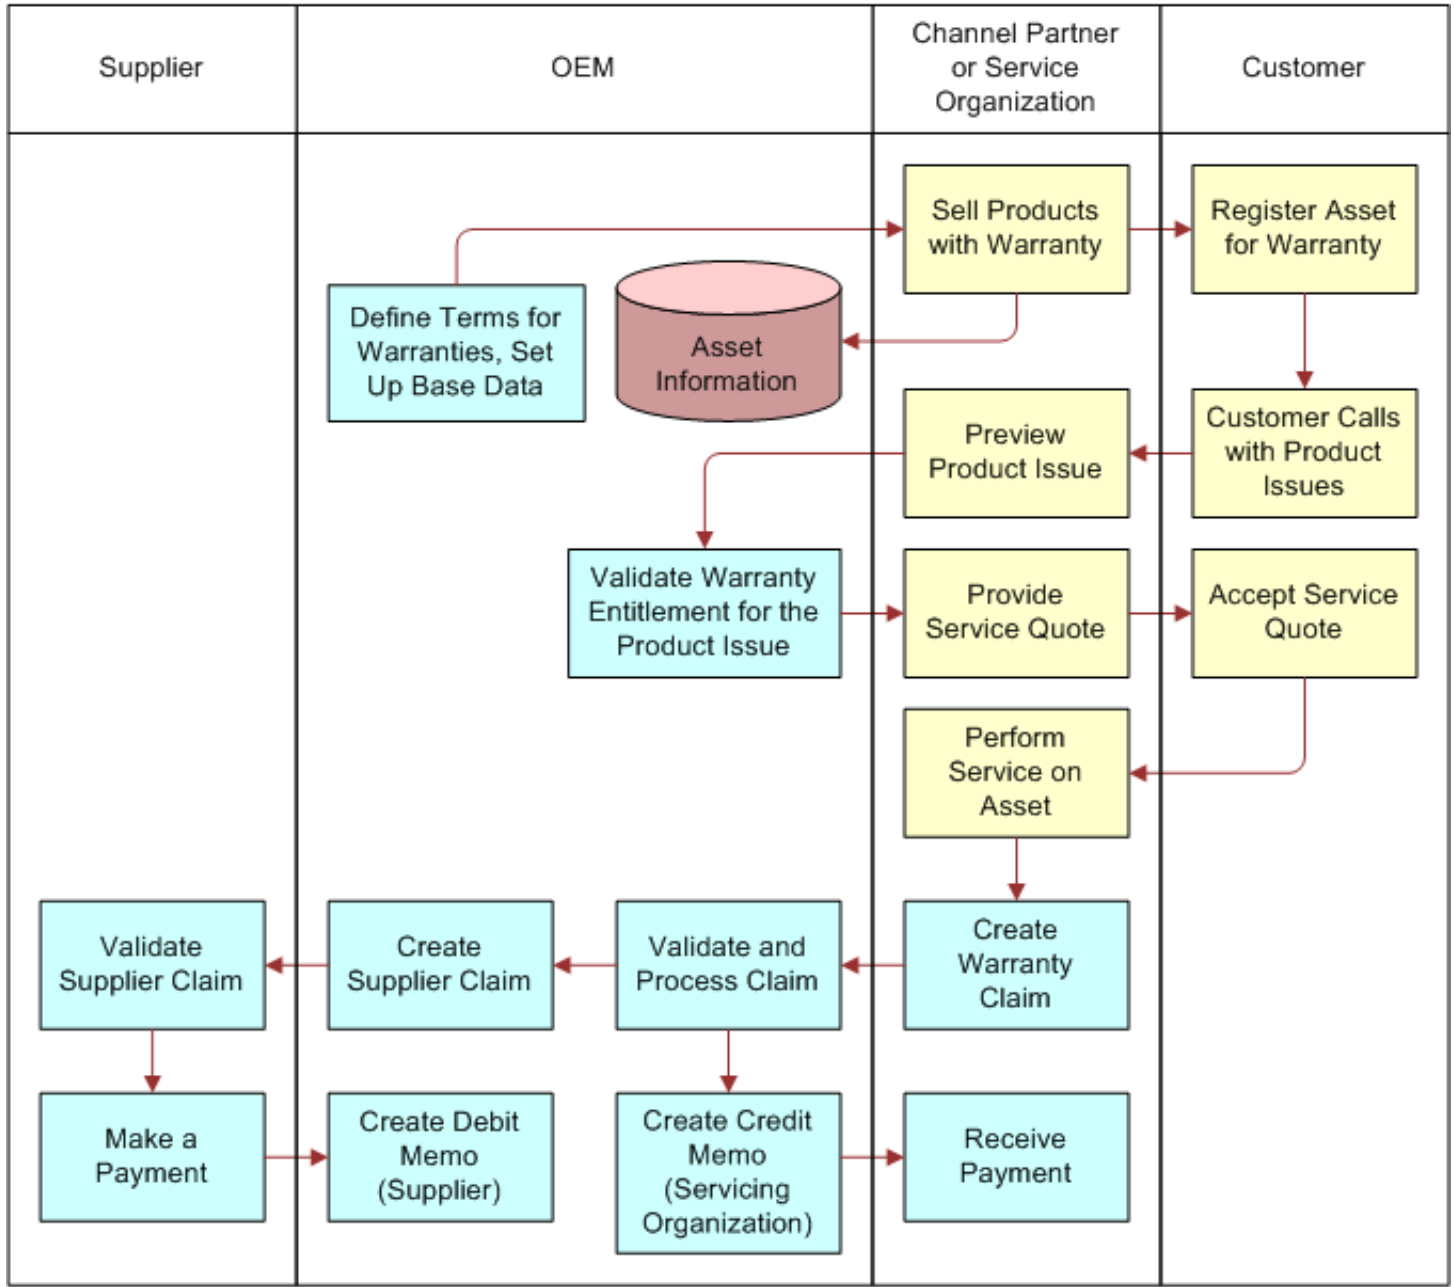 Supplier
OEM
Channel Partner
or Service
Organization
Customer
Sell Products
with Warranty
Register Asset
for Warranty
Define Terms for
Warranties, Set
Up Base Data
Asset
Information
Preview
Product Issue
Customer Calls
with Product
Issues
Validate Warranty
Entitlement for the
Product Issue
Provide
Service Quote
Accept Service
Quote
Perform
Service on
Asset
Validate
Supplier Claim
Create
Supplier Claim
Validate and
Process Claim
Create
Warranty
Claim
Make a
Payment
Create Debit
Memo
(Supplier)
Create Credit
Memo
(Servicing
Organization)
Receive
Payment